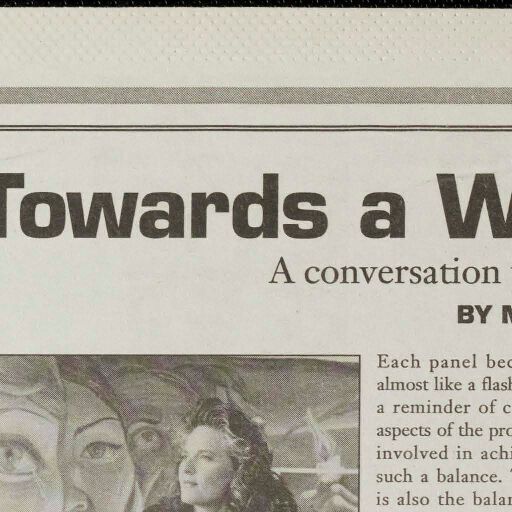 Towards a W
A conversation
BY
Each panel bec
almost like a flash
a reminder of c
aspects of the pro
involved in achi
such a balance.
is also the balan